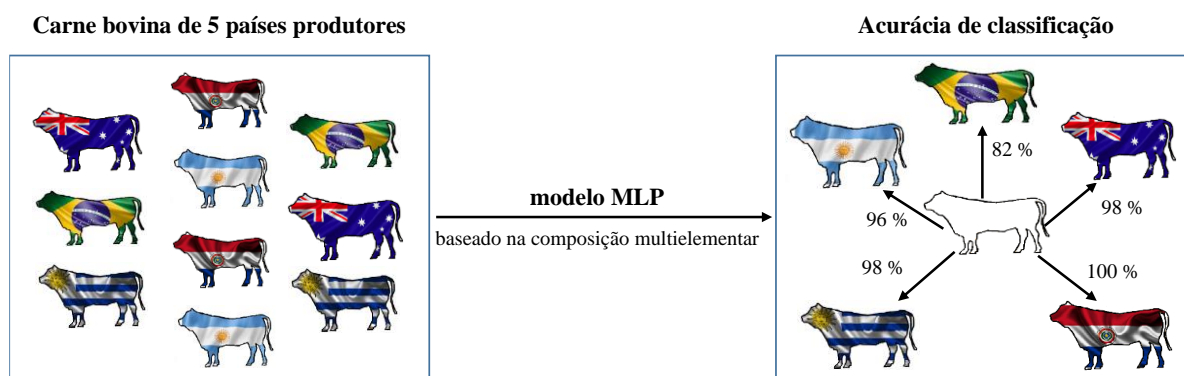 Carne bovina de 5 países produtores
Acurácia de classificação
modelo MLP
baseado na composição multielementar
82 %
96 %
98 %
98 %
100 %